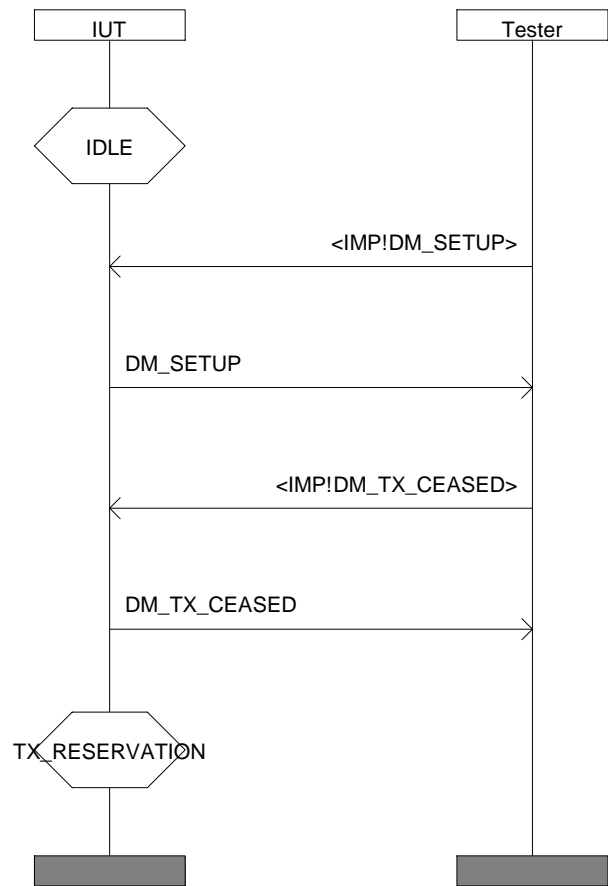 IUT
Tester
IDLE
<IMP!DM_SETUP>
DM_SETUP
<IMP!DM_TX_CEASED>
DM_TX_CEASED
TX_RESERVATION